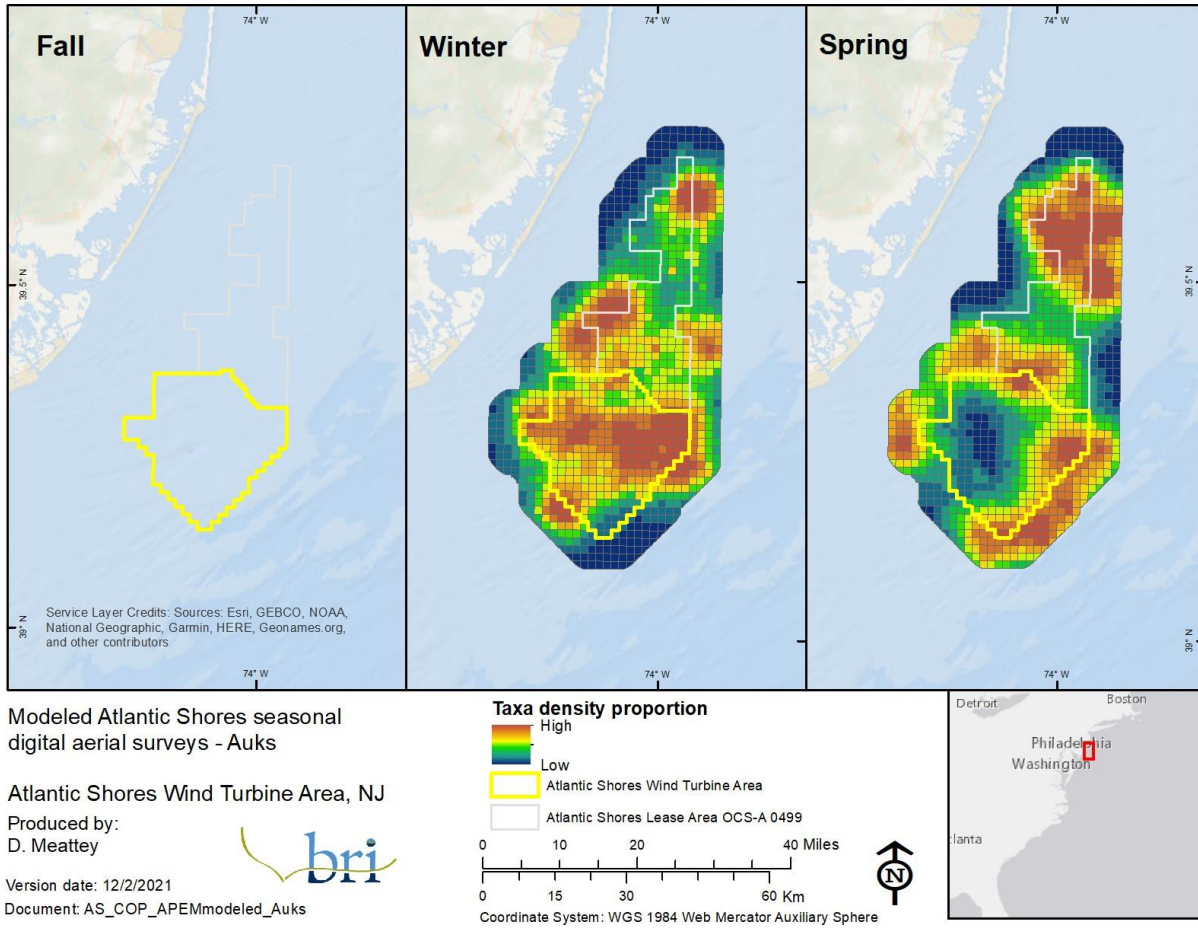 Fall
Winter
Spring
74° W
74° W
74° W
39.5° N
39.5° N
39° N
39° N
Service Layer Credits: Sources: Esri, GEBCO, NOAA,
National Geographic, Garmin, HERE, Geonames.org,
and other contributors
74° W
74° W
74° W
Modeled Atlantic Shores seasonal
digital aerial surveys - Auks
Atlantic Shores Wind Turbine Area, NJ
Produced by:
D. Meattey
bri
Version date: 12/2/2021
Document: AS_COP_APEMmodeled_Auks
Taxa density proportion
High
Low
Atlantic Shores Wind Turbine Area
Atlantic Shores Lease Area OCS-A 0499
0 10 20 40 Miles
0 15 30 60 Km
Coordinate System: WGS 1984 Web Mercator Auxiliary Sphere
N
Detroit
Boston
Philadelphia
Washington
lanta